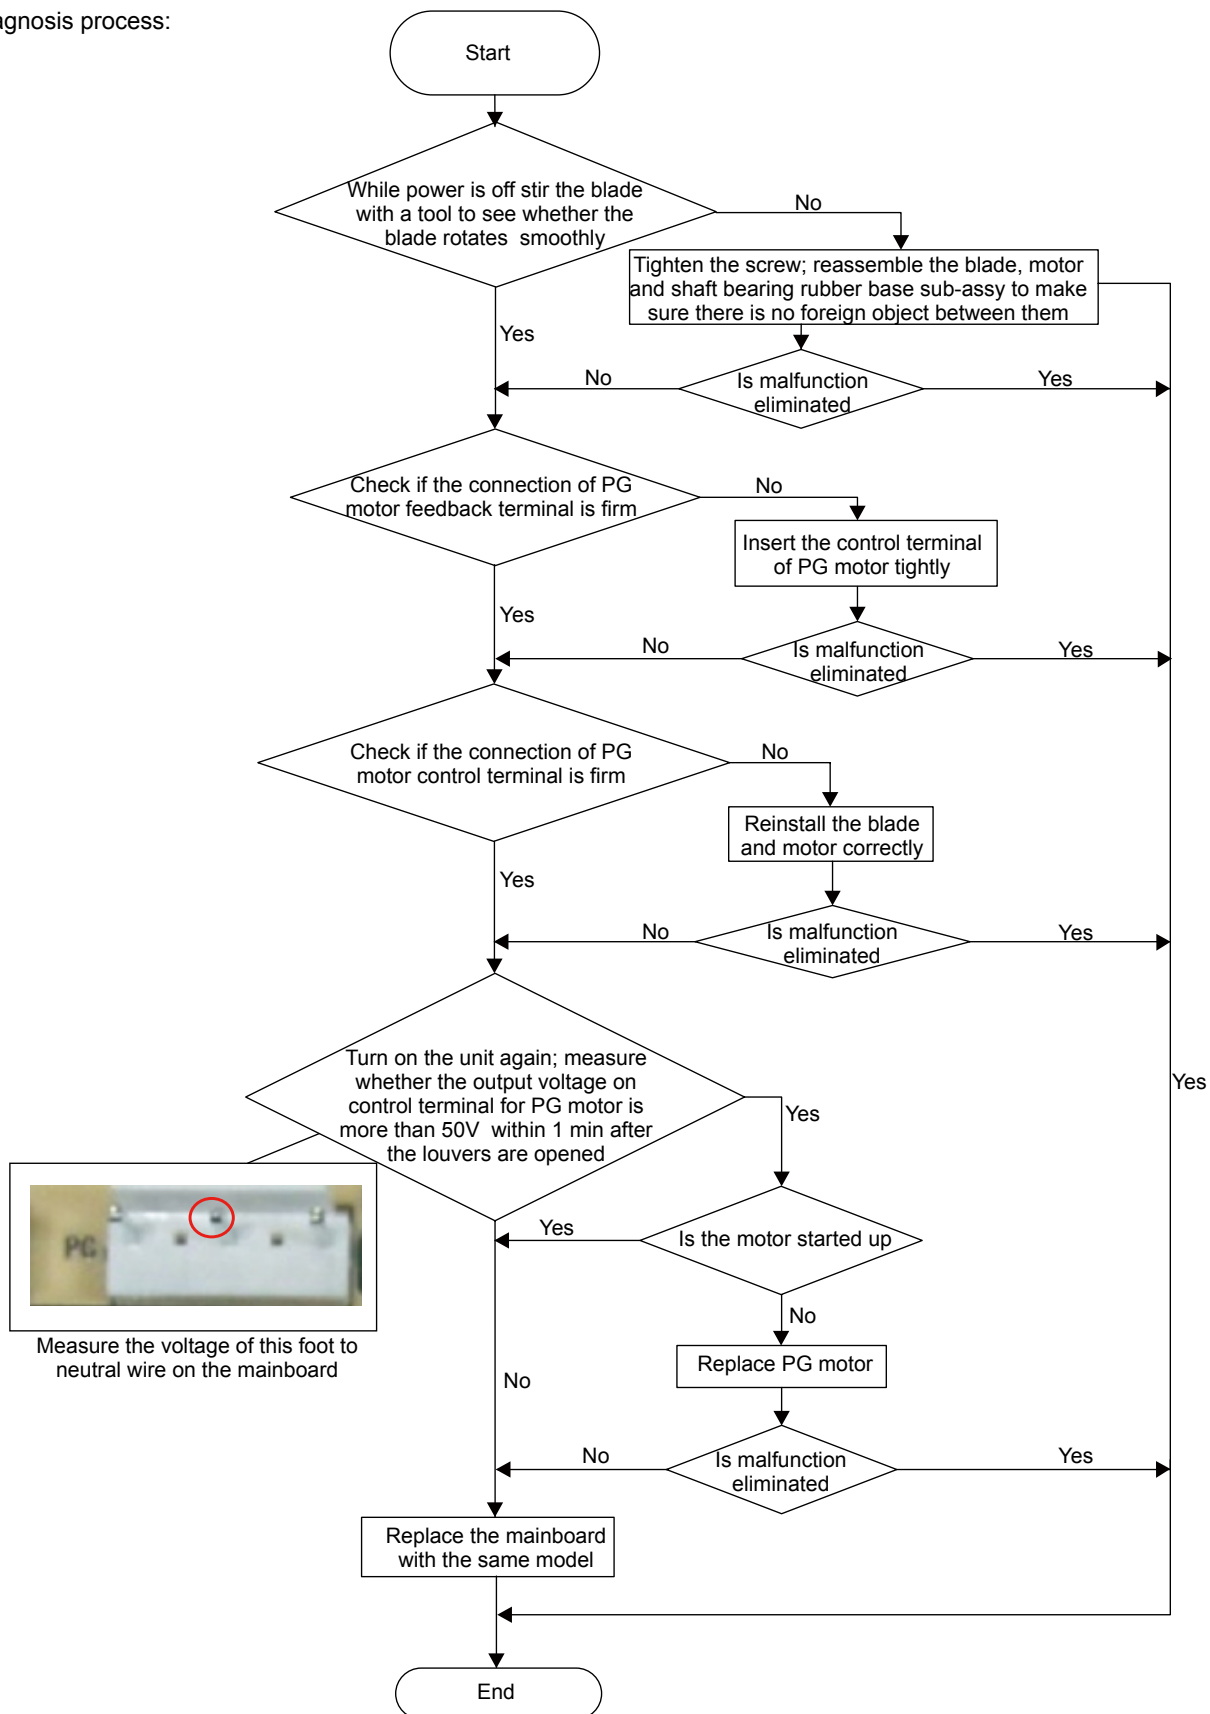 agnosis process:
Start
While power is off stir the blade
with a tool to see whether the
blade rotates smoothly
No
Tighten the screw; reassemble the blade, motor
and shaft bearing rubber base sub-assy to make
sure there is no foreign object between them
Yes
No
Is malfunction
eliminated
Yes
Check if the connection of PG
motor feedback terminal is firm
No
Insert the control terminal
of PG motor tightly
Yes
No
Is malfunction
eliminated
Yes
Check if the connection of PG
motor control terminal is firm
No
Reinstall the blade
and motor correctly
Yes
No
Is malfunction
eliminated
Yes
Turn on the unit again; measure
whether the output voltage on
control terminal for PG motor is
more than 50V within 1 min after
the louvers are opened
Yes
Yes
PG
Measure the voltage of this foot to
neutral wire on the mainboard
Yes
Is the motor started up
No
Replace PG motor
No
No
Is malfunction
eliminated
Yes
Replace the mainboard
with the same model
End